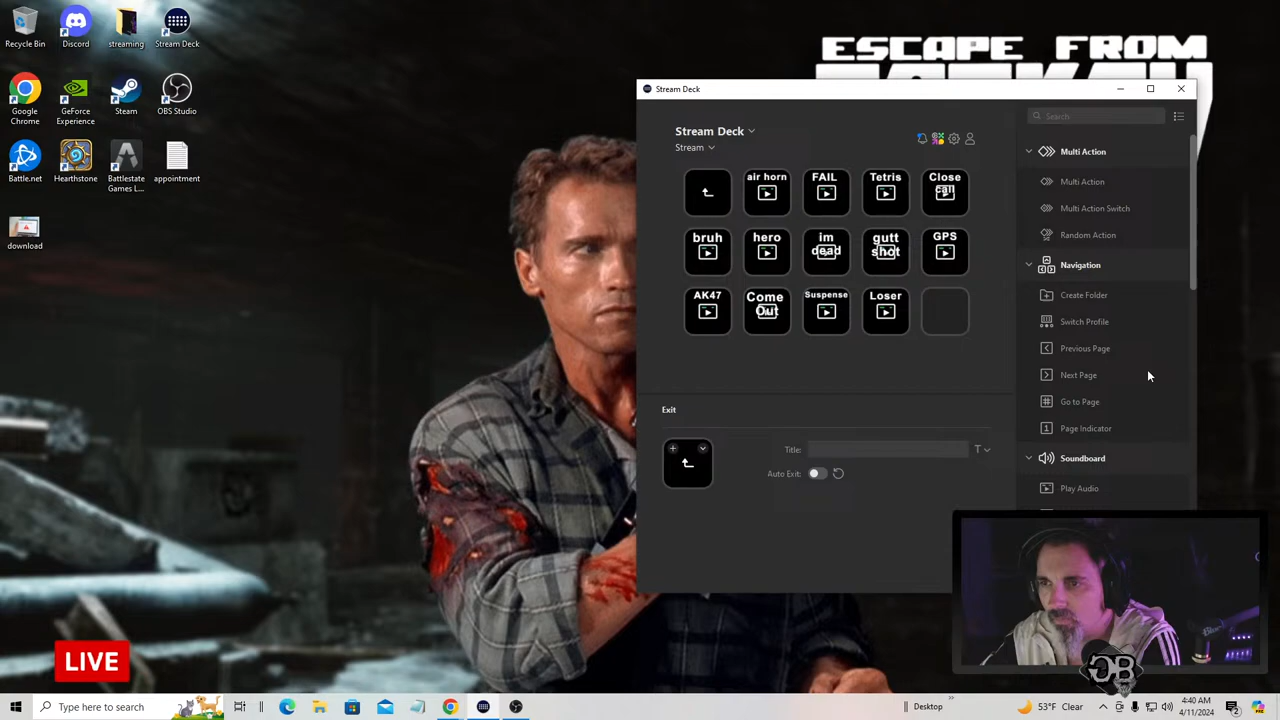 Recycle Bin
Discord
streaming
Stream Deck
Google Chrome
GeForce Experience
Steam
OBS Studio
Battle.net
Hearthstone
Battlestate Games L...
appointment
download
ESCAPE FROM
Stream Deck
Stream Deck
Stream
air horn
FAIL
Tetris
Close call
bruh
hero
im dead
gutt shot
GPS
AK47
Come Out
Suspense
Loser
Exit
Title:
T
Auto Exit:
Search
Multi Action
Multi Action
Multi Action Switch
Random Action
Navigation
Create Folder
Switch Profile
Previous Page
Next Page
Go to Page
Page Indicator
Soundboard
Play Audio
LIVE
Type here to search
Desktop
53°F Clear
4:40 AM
4/11/2024
2